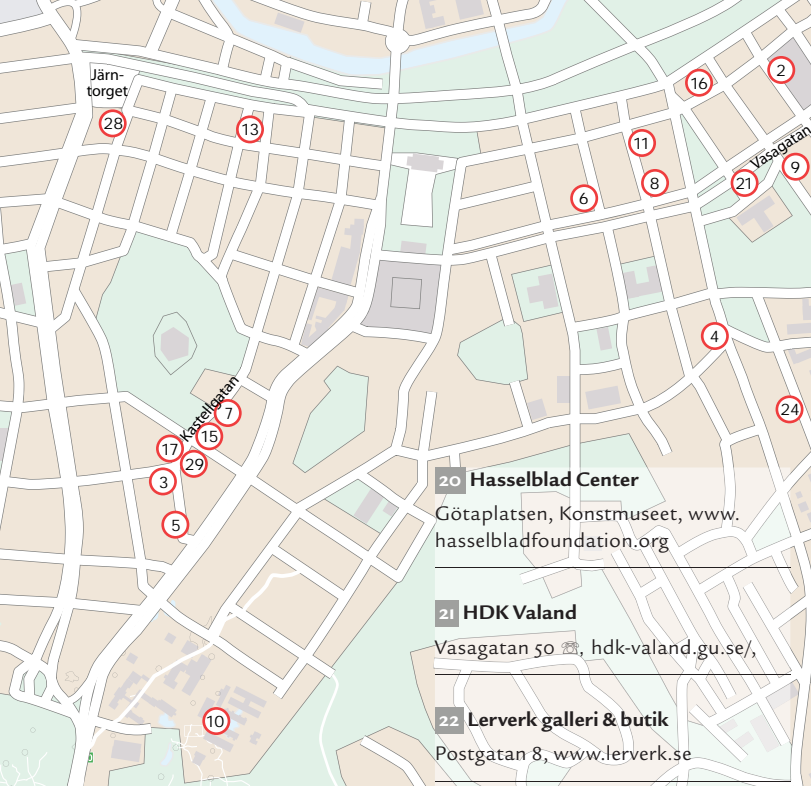 Järn-
torget
2
16
28
13
11
Vasagatan
9
8
21
6
4
Kastellgatan
7
24
15
17
29
3
5
10
20 Hasselblad Center
Götaplatsen, Konstmuseet, www.
hasselbladfoundation.org
21 HDK Valand
Vasagatan 50 ☏, hdk-valand.gu.se/,
22 Lerverk galleri & butik
Postgatan 8, www.lerverk.se